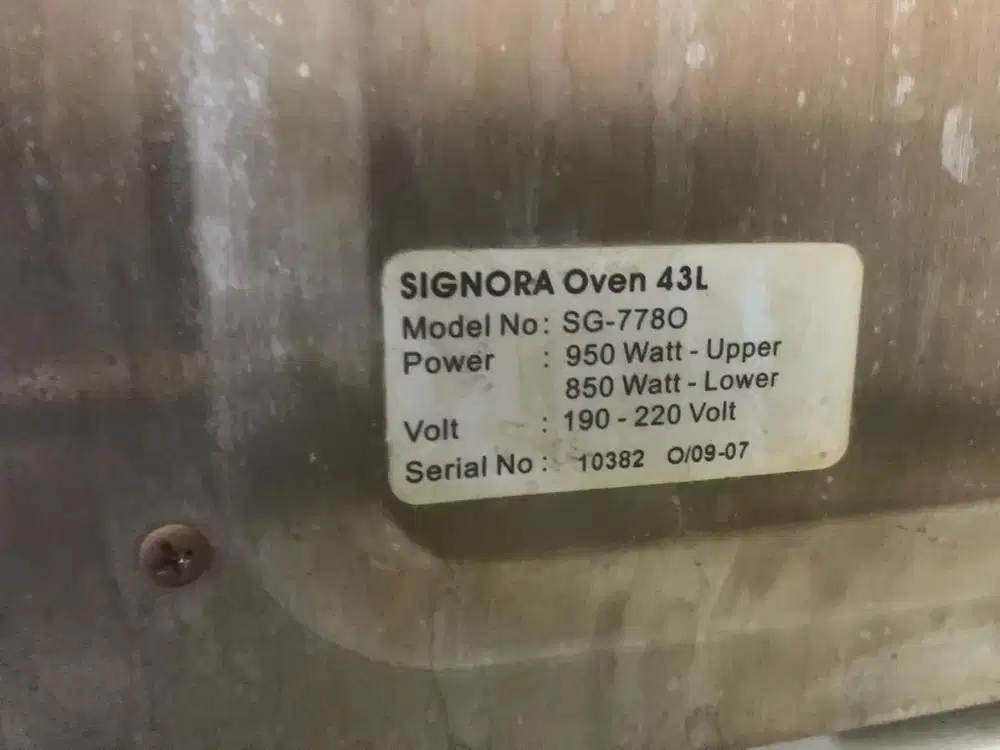 SIGNORA Oven 43L
Model No : SG-778O
Power : 950 Watt - Upper
850 Watt - Lower
Volt : 190 - 220 Volt
Serial No : 10382 O/09-07